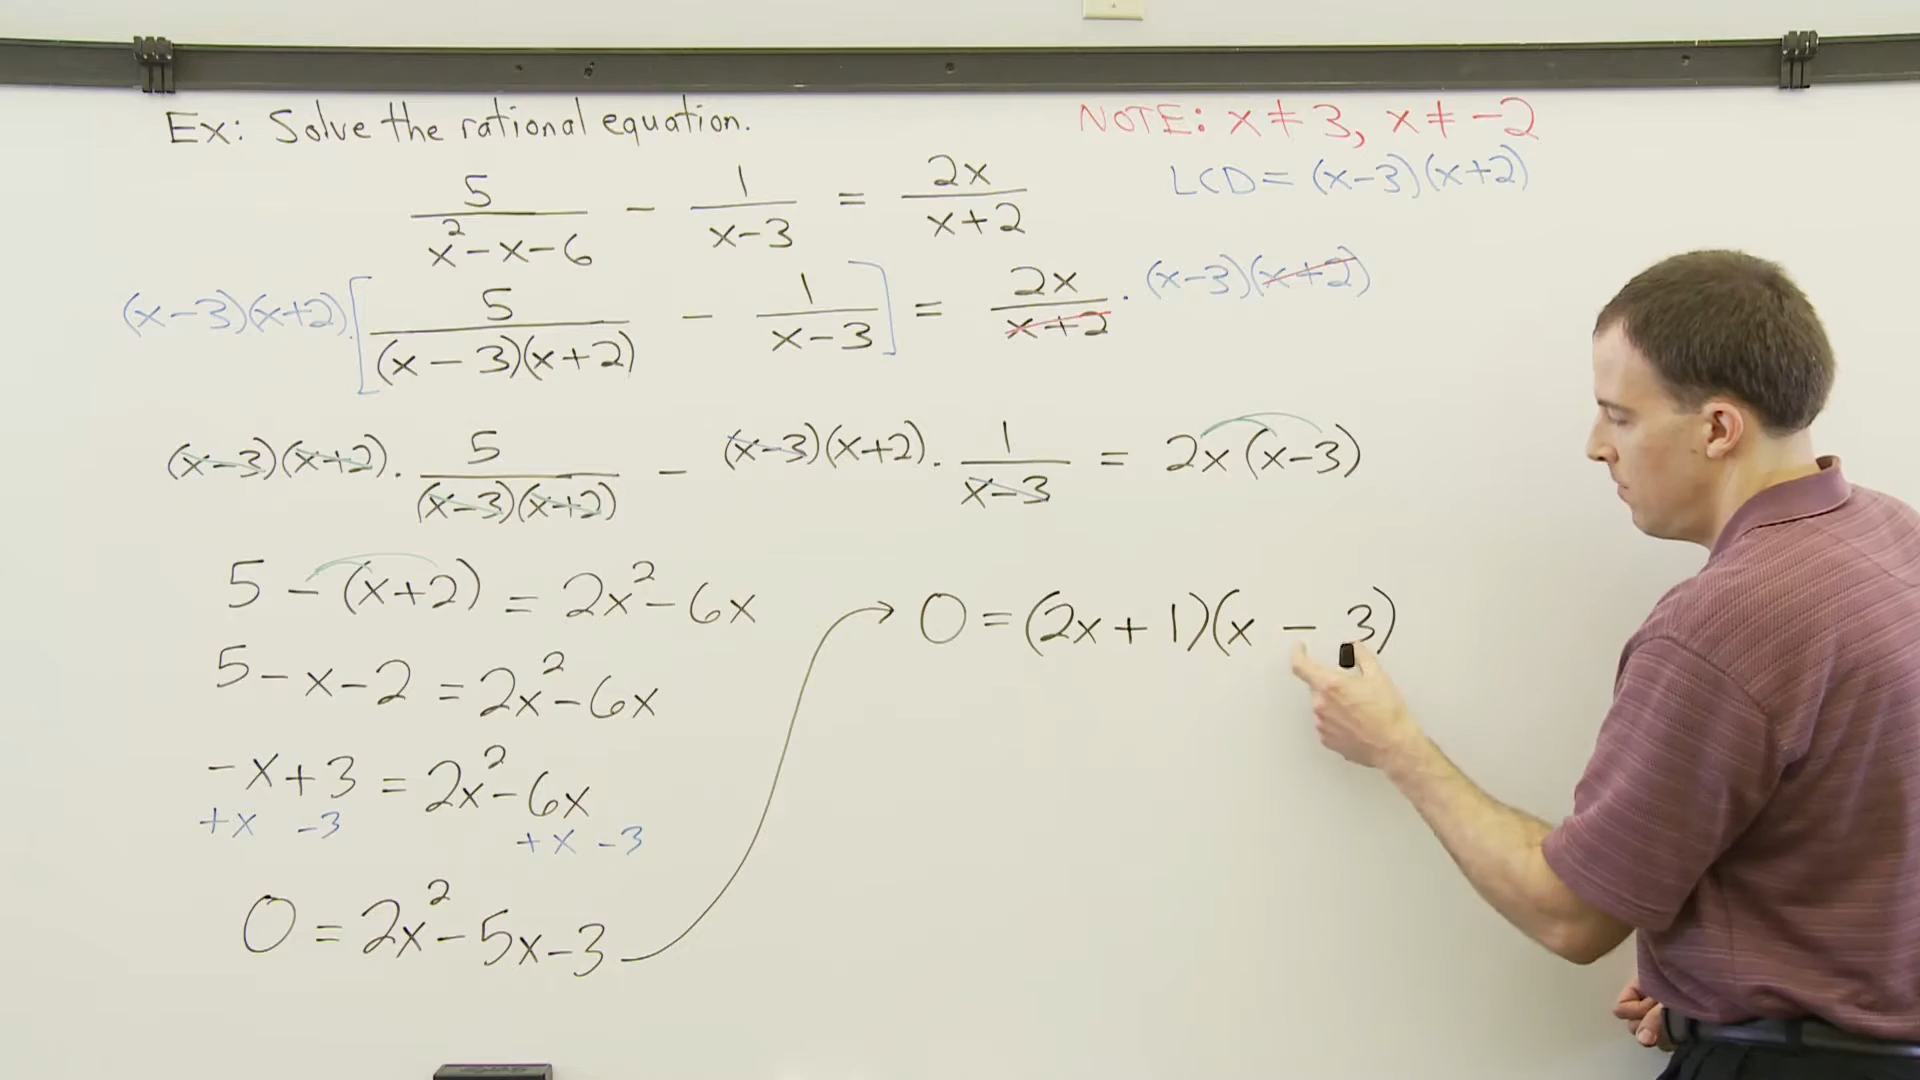 Ex: Solve the rational equation.
NOTE: x ≠ 3, x ≠ -2
LCD = (x-3)(x+2)
5/(x²-x-6) - 1/(x-3) = 2x/(x+2)
(x-3)(x+2)·[5/((x-3)(x+2)) - 1/(x-3)] = 2x/(x+2) · (x-3)(x+2)
(x-3)(x+2)· 5/((x-3)(x+2)) - (x-3)(x+2)· 1/(x-3) = 2x(x-3)
5 - (x+2) = 2x²-6x
5-x-2 = 2x²-6x
-x+3 = 2x²-6x
+x -3 +x -3
0 = 2x²-5x-3
0 = (2x+1)(x - 3)